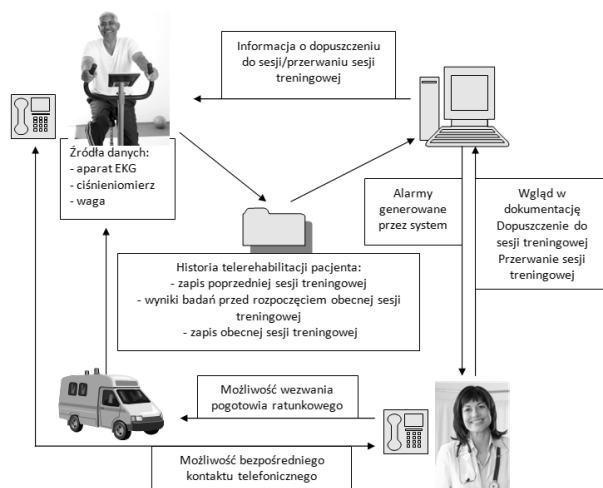 Informacja o dopuszczeniu
do sesji/przerwaniu sesji
treningowej
Źródła danych:
- aparat EKG
- ciśnieniomierz
- waga
Alarmy
generowane
przez system
Wgląd w
dokumentację
Dopuszczenie do
sesji treningowej
Przerwanie sesji
treningowej
Historia telerehabilitacji pacjenta:
- zapis poprzedniej sesji treningowej
- wyniki badań przed rozpoczęciem obecnej sesji
treningowej
- zapis obecnej sesji treningowej
Możliwość wezwania
pogotowia ratunkowego
Możliwość bezpośredniego
kontaktu telefonicznego